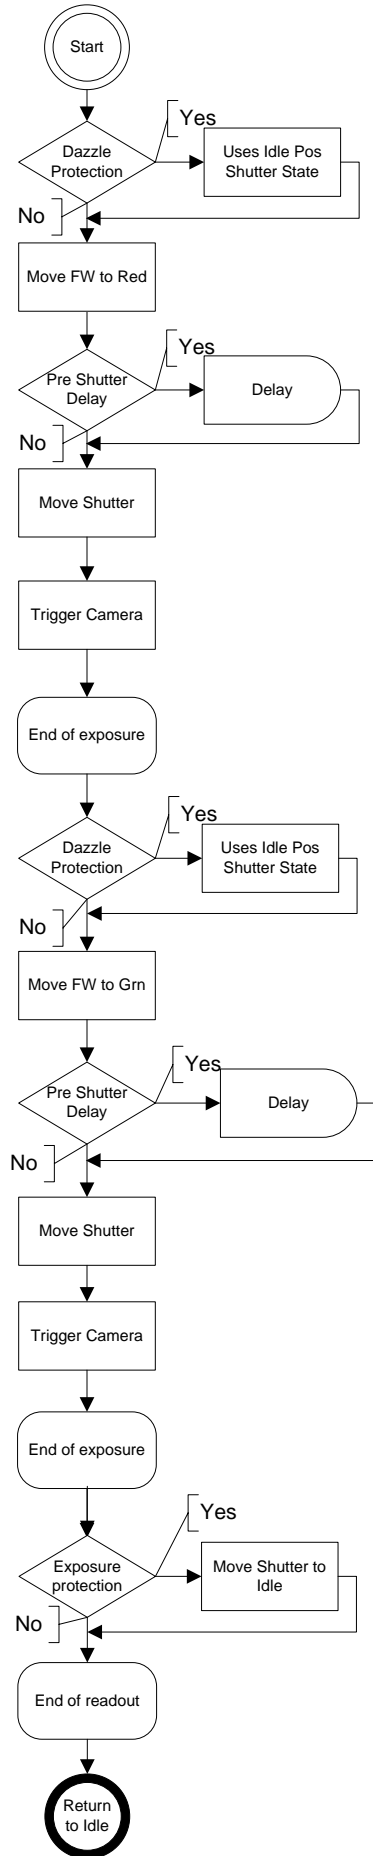 Start
Yes
Dazzle
Protection
Uses Idle Pos
Shutter State
No
Move FW to Red
Yes
Pre Shutter
Delay
Delay
No
Move Shutter
Trigger Camera
End of exposure
Yes
Dazzle
Protection
Uses Idle Pos
Shutter State
No
Move FW to Grn
Yes
Pre Shutter
Delay
Delay
No
Move Shutter
Trigger Camera
End of exposure
Yes
Exposure
protection
Move Shutter to
Idle
No
End of readout
Return
to Idle